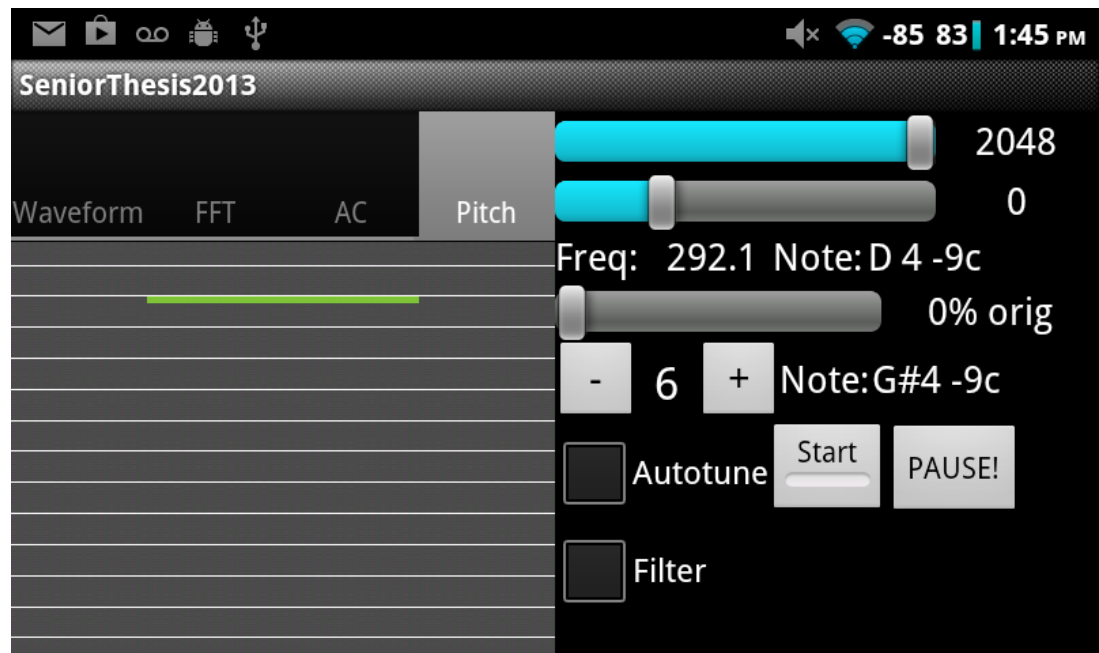 -85 83 1:45 PM
SeniorThesis2013
Waveform FFT AC Pitch
2048
0
Freq: 292.1 Note: D 4 -9c
0% orig
- 6 + Note: G#4 -9c
Autotune Start PAUSE!
Filter